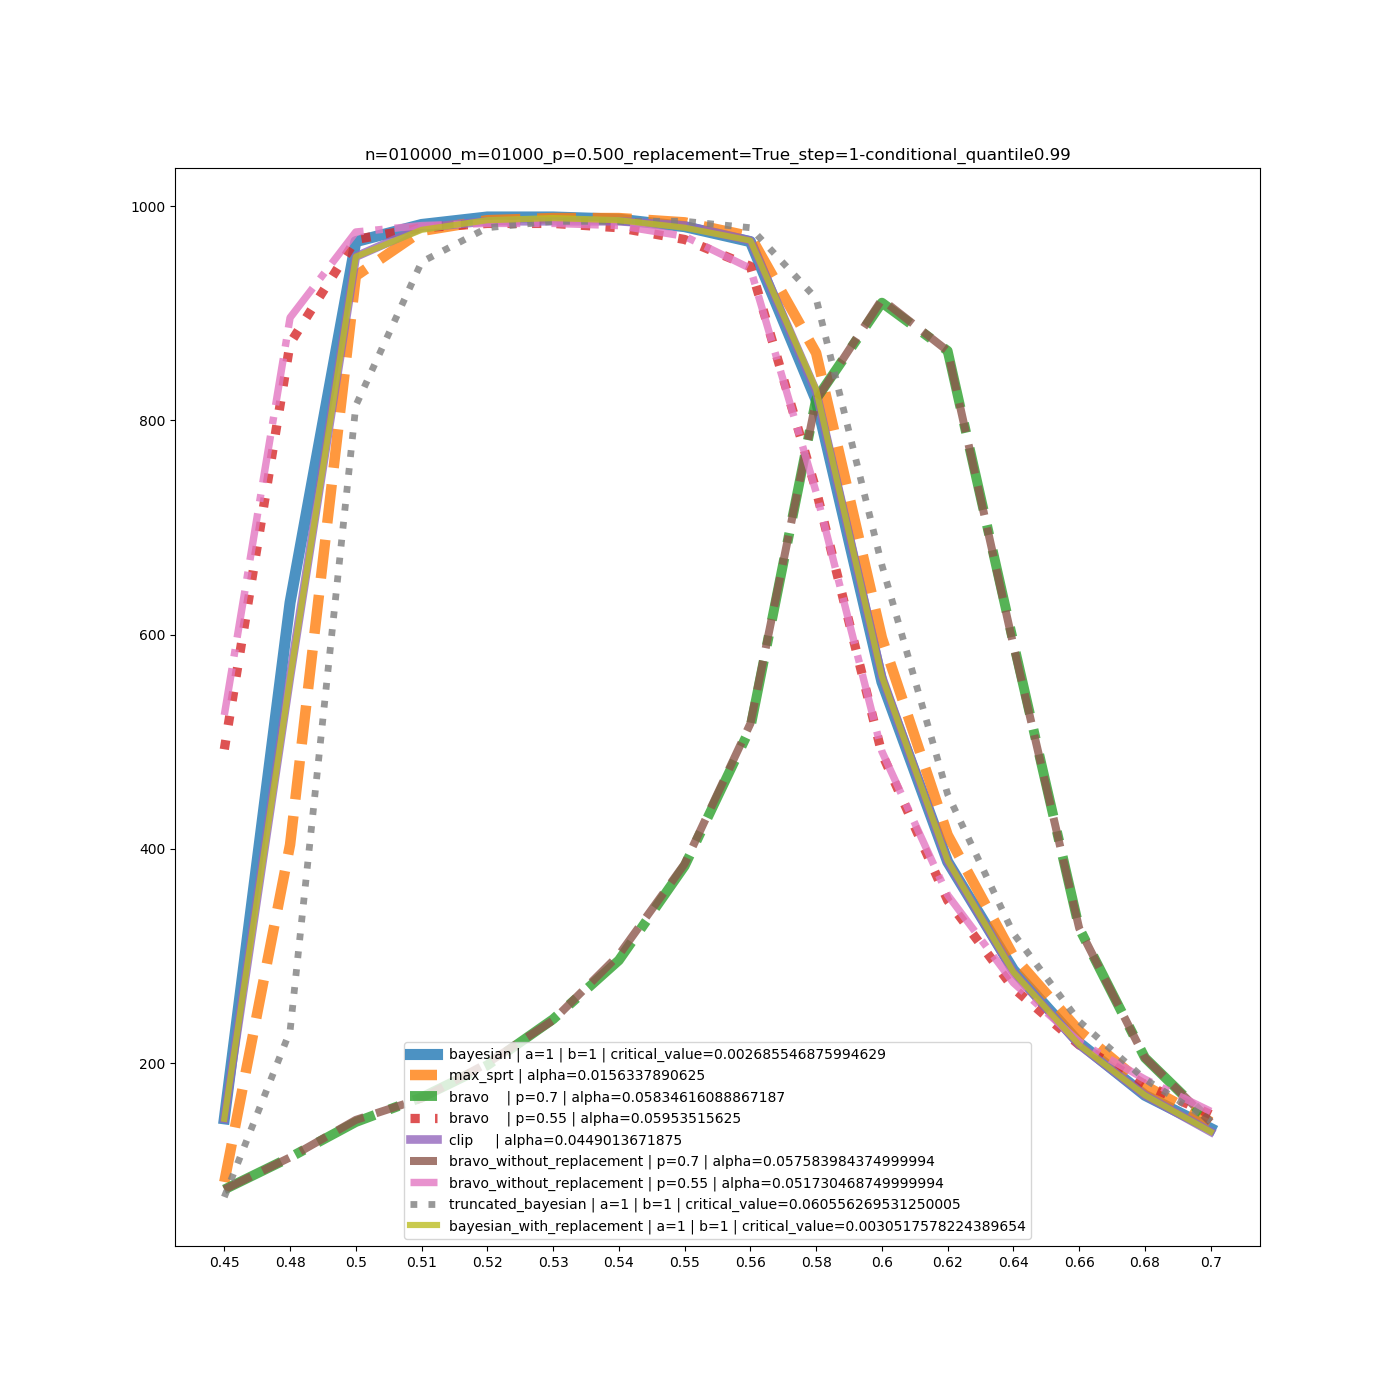 n=010000_m=01000_p=0.500_replacement=True_step=1-conditional_quantile0.99
1000
800
600
400
200
bayesian | a=1 | b=1 | critical_value=0.002685546875994629
max_sprt | alpha=0.0156337890625
bravo | p=0.7 | alpha=0.05834616088867187
bravo | p=0.55 | alpha=0.05953515625
clip | alpha=0.0449013671875
bravo_without_replacement | p=0.7 | alpha=0.057583984374999994
bravo_without_replacement | p=0.55 | alpha=0.051730468749999994
truncated_bayesian | a=1 | b=1 | critical_value=0.060556269531250005
bayesian_with_replacement | a=1 | b=1 | critical_value=0.0030517578224389654
0.45 0.48 0.5 0.51 0.52 0.53 0.54 0.55 0.56 0.58 0.6 0.62 0.64 0.66 0.68 0.7